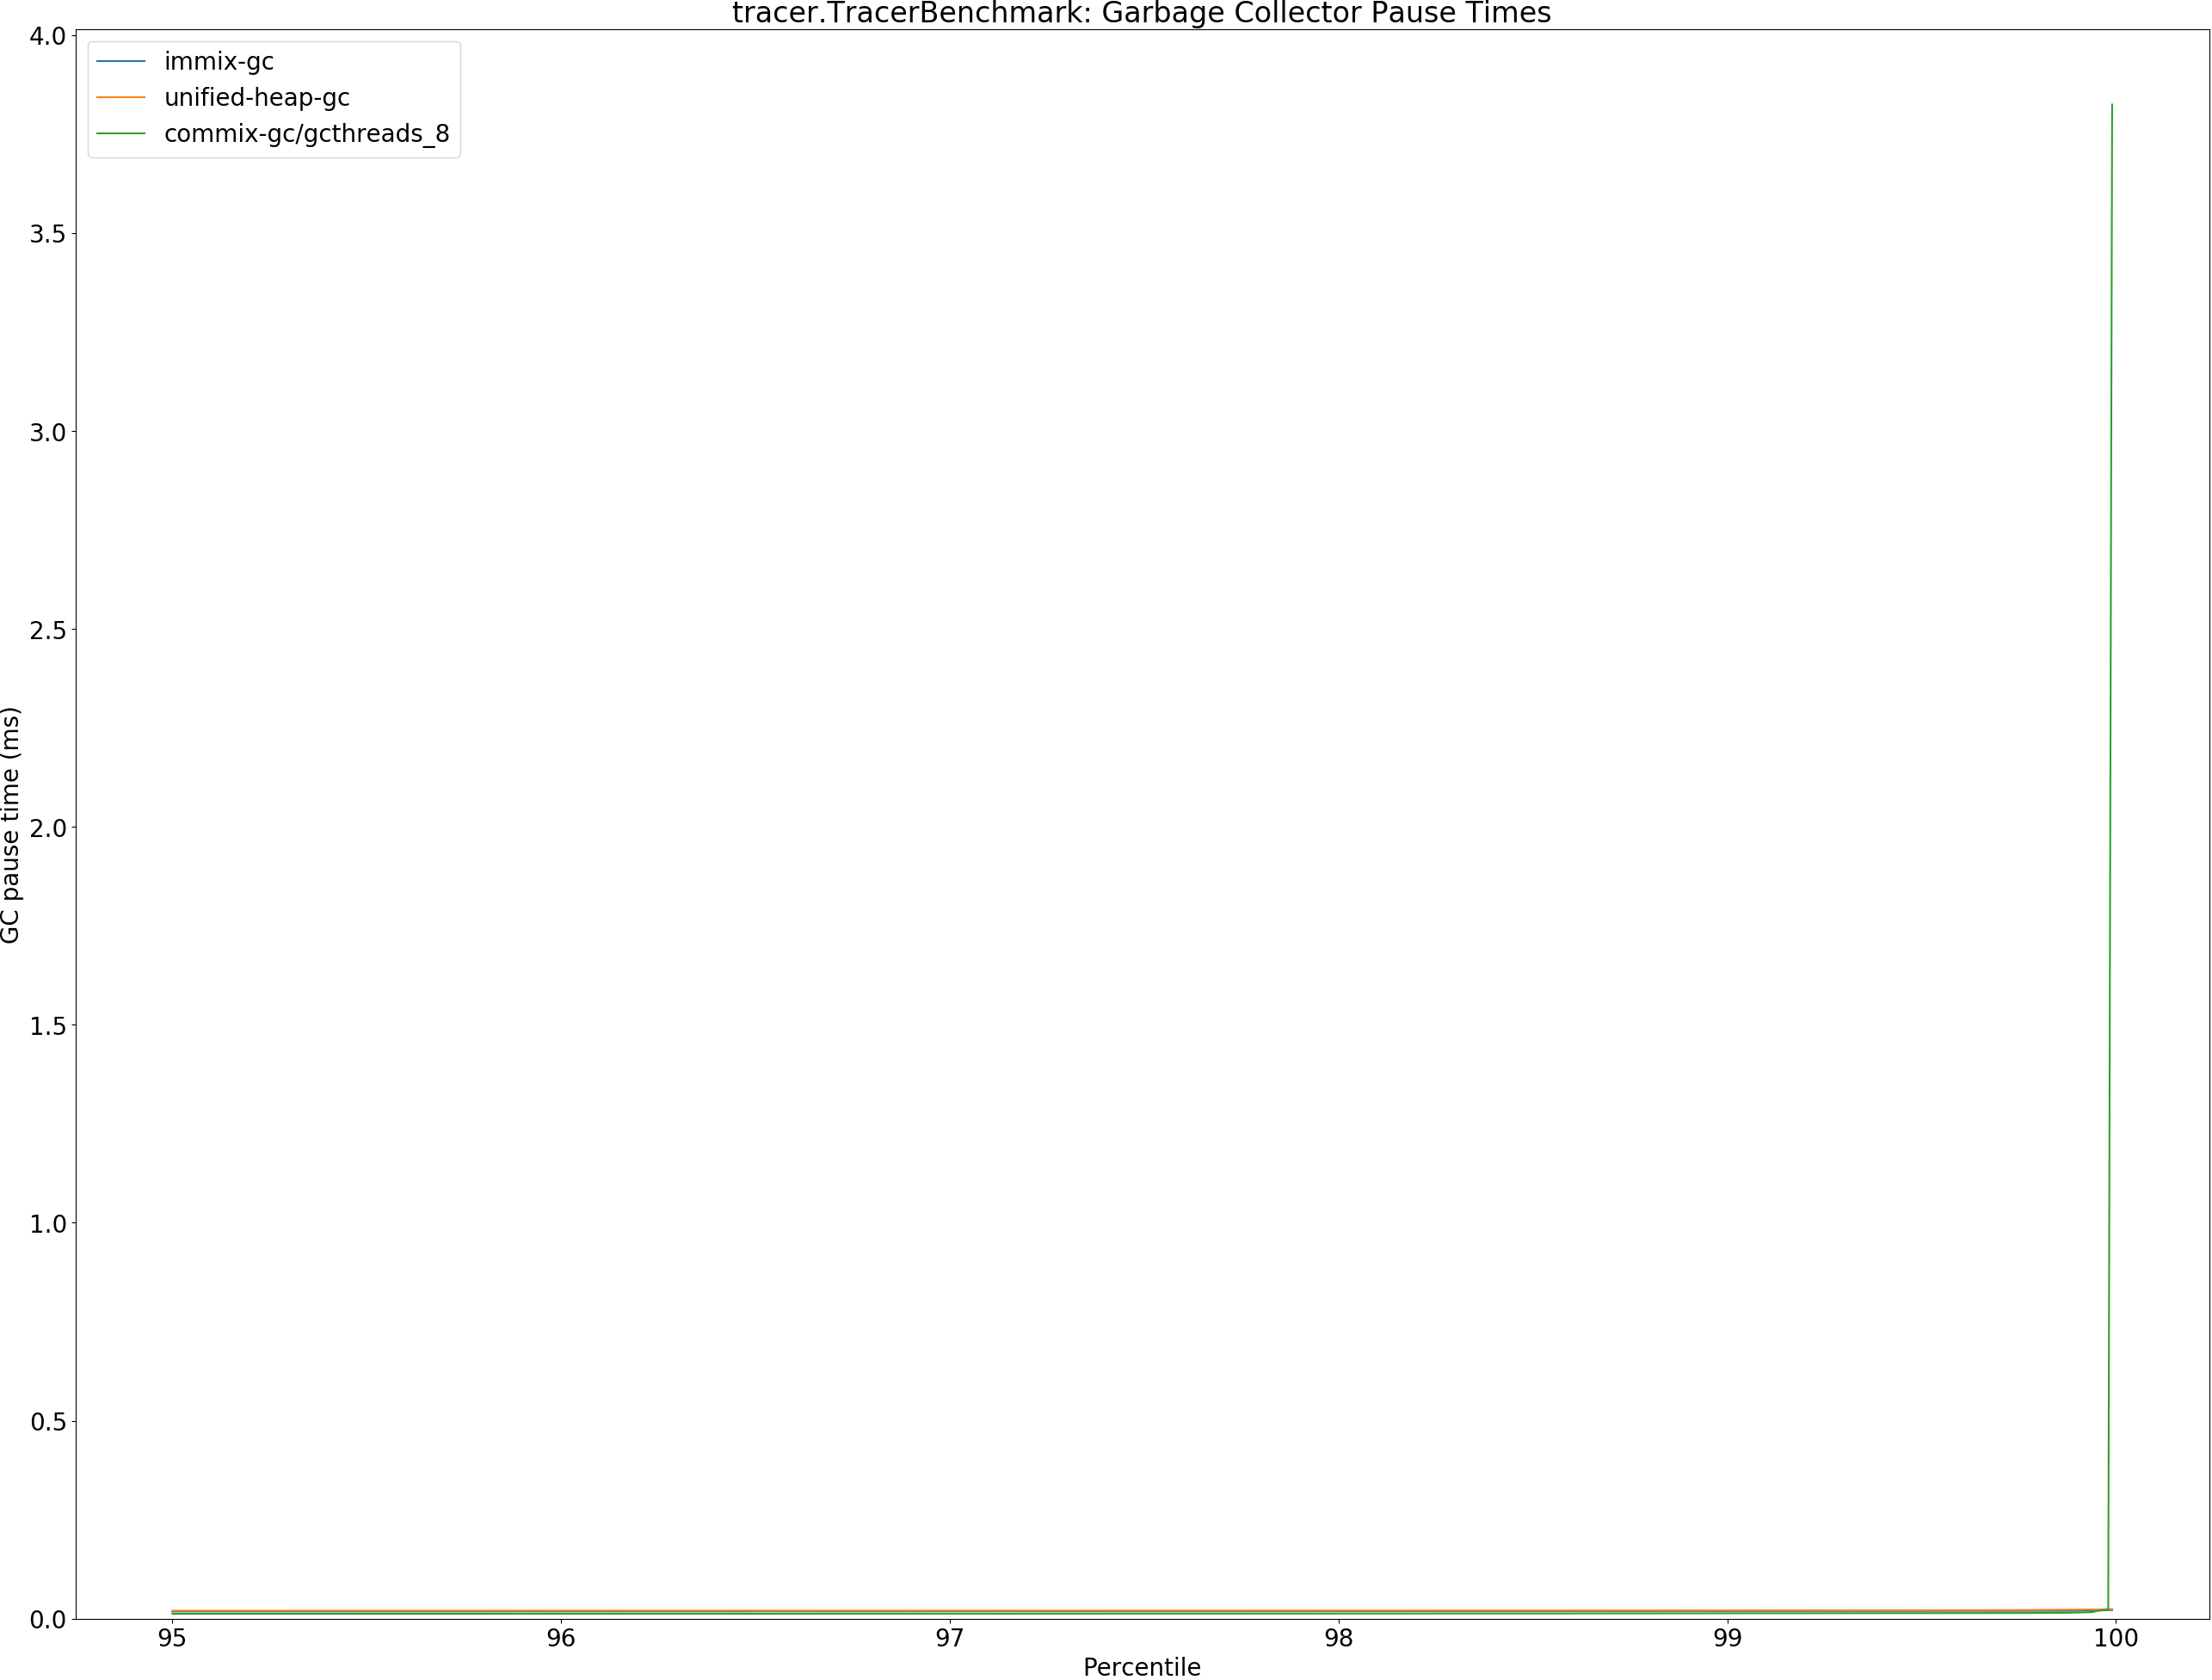 tracer.TracerBenchmark: Garbage Collector Pause Times
immix-gc
unified-heap-gc
commix-gc/gcthreads_8
GC pause time (ms)
4.0
3.5
3.0
2.5
2.0
1.5
1.0
0.5
0.0
95 96 97 98 99 100
Percentile